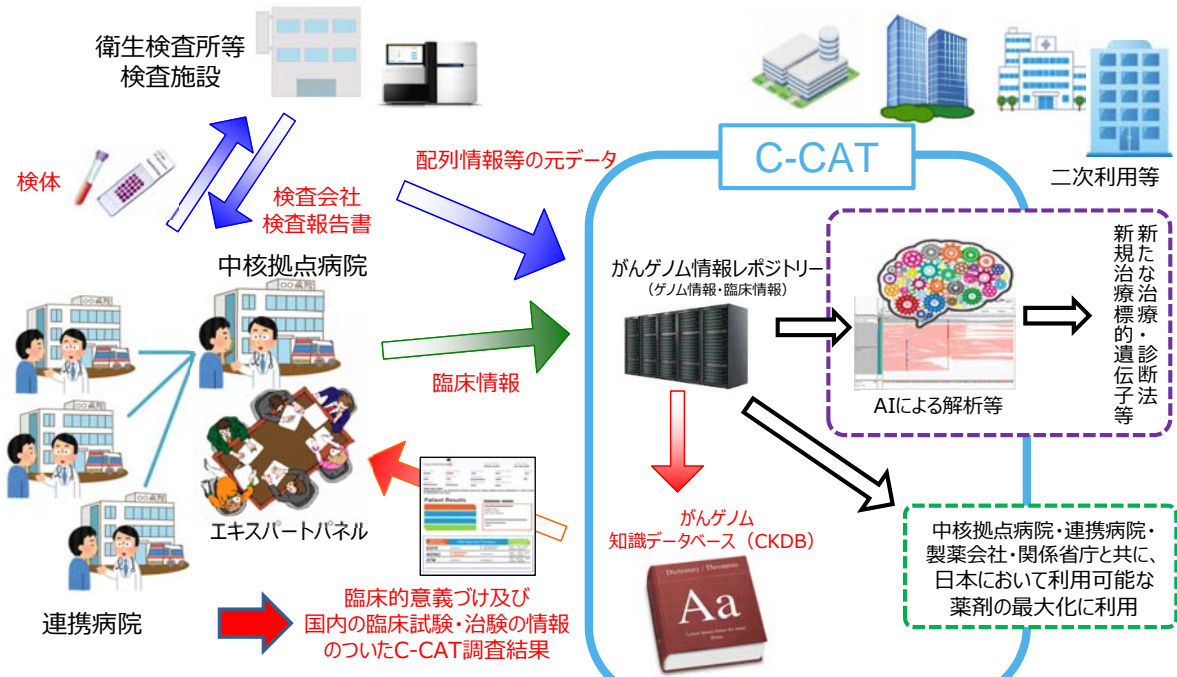 衛生検査所等
検査施設
検体
検査会社
検査報告書
配列情報等の元データ
C-CAT
二次利用等
中核拠点病院
がんゲノム情報レポジトリー
（ゲノム情報・臨床情報）
臨床情報
AIによる解析等
新たな治療・診断法
新規治療標的遺伝子等
エキスパートパネル
Patient Results
連携病院
臨床的意義づけ及び
国内の臨床試験・治験の情報
のついたC-CAT調査結果
がんゲノム
知識データベース（CKDB）
Dictionary | Thesaurus
Aa
中核拠点病院・連携病院・
製薬会社・関係省庁と共に、
日本において利用可能な
薬剤の最大化に利用